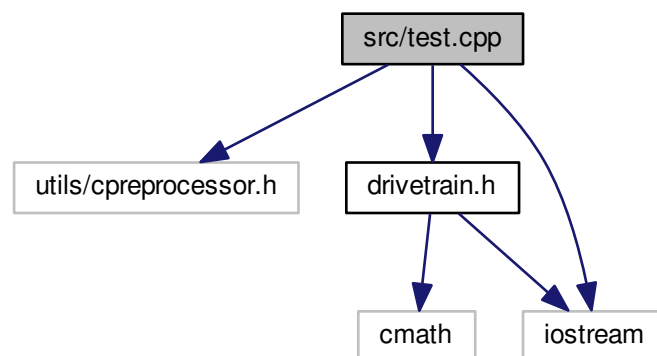 src/test.cpp
utils/cpreprocessor.h
drivetrain.h
cmath
iostream